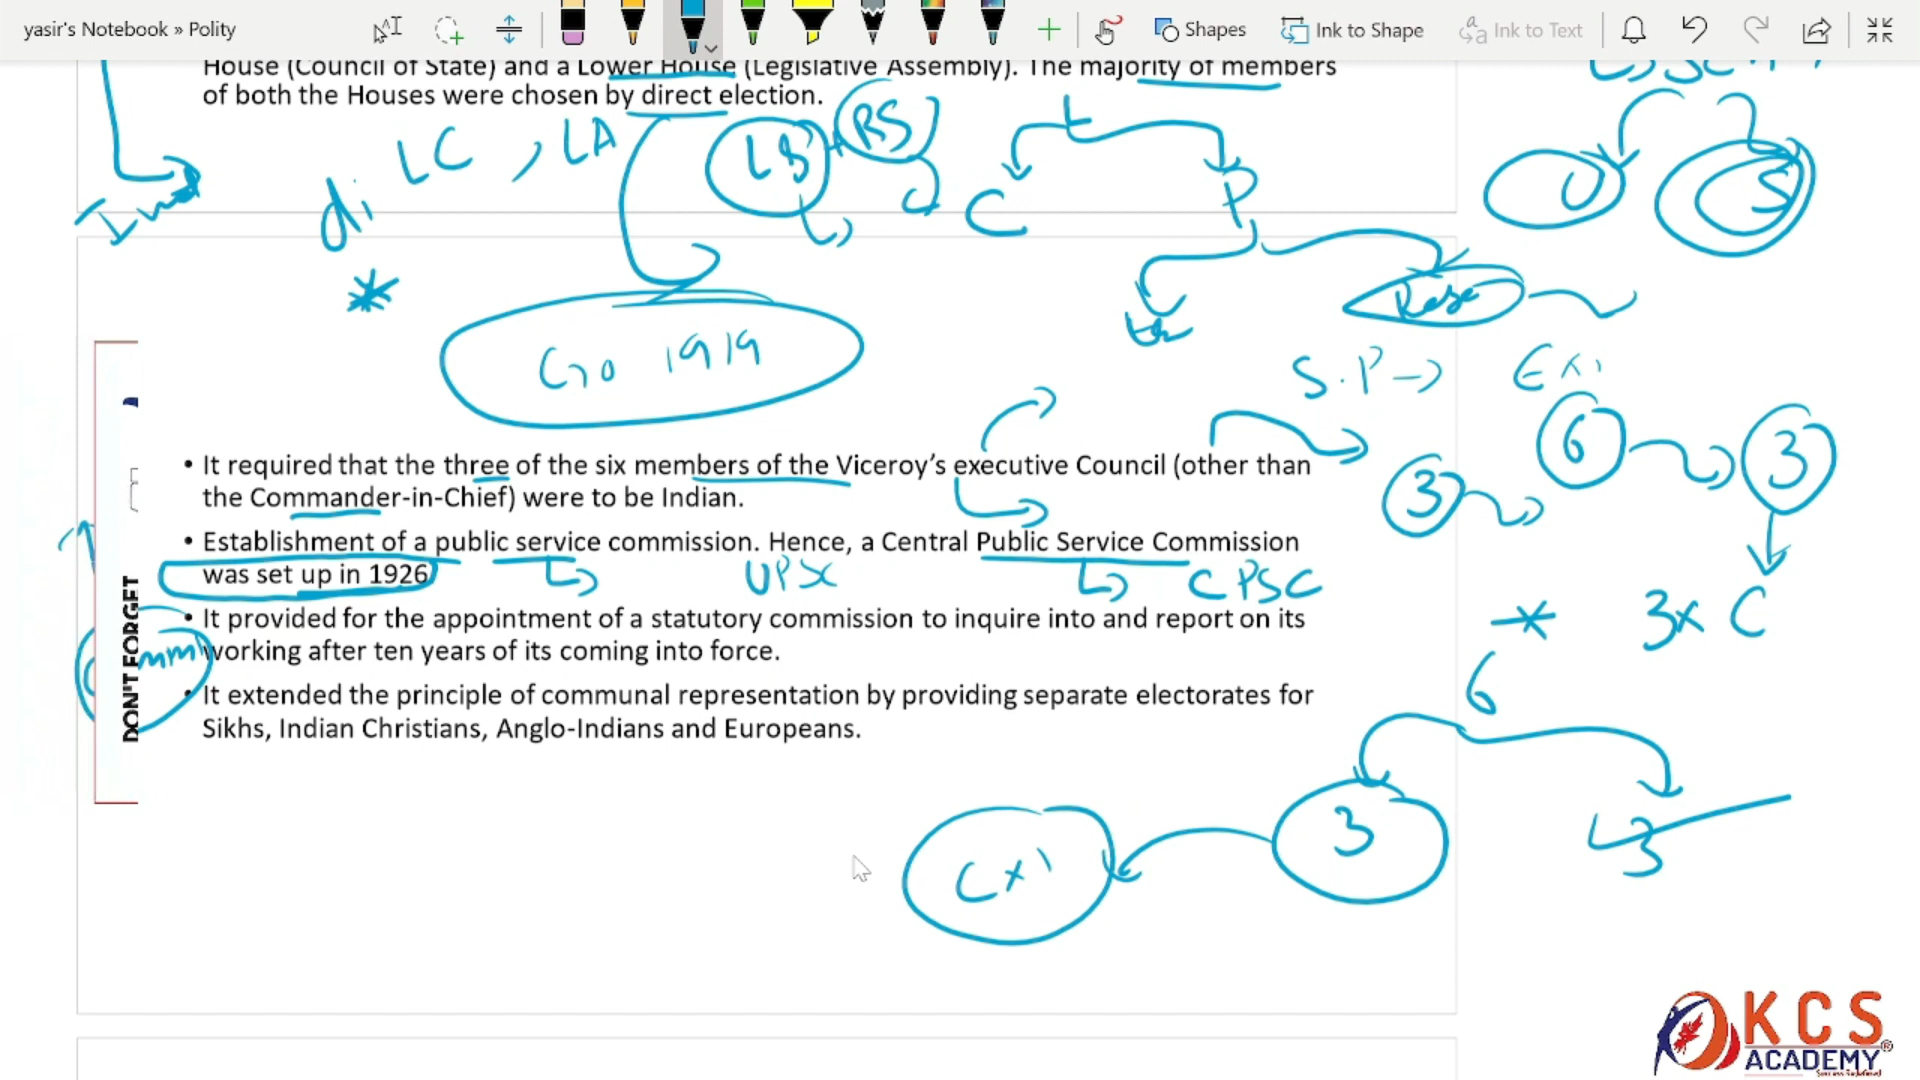 yasir's Notebook » Polity
Shapes
Ink to Shape
Ink to Text
House (Council of State) and a Lower House (Legislative Assembly). The majority of members
of both the Houses were chosen by direct election.
LC , LA
LS + RS
C
P
U
S
Ind
di
Go 1919
Rese
S.P →
Ex
• It required that the three of the six members of the Viceroy's executive Council (other than
the Commander-in-Chief) were to be Indian.
3
6
3
• Establishment of a public service commission. Hence, a Central Public Service Commission
was set up in 1926
UPSC
CPSC
3x C
• It provided for the appointment of a statutory commission to inquire into and report on its
working after ten years of its coming into force.
• It extended the principle of communal representation by providing separate electorates for
Sikhs, Indian Christians, Anglo-Indians and Europeans.
DON'T FORGET
6
3
3
KCS
ACADEMY®